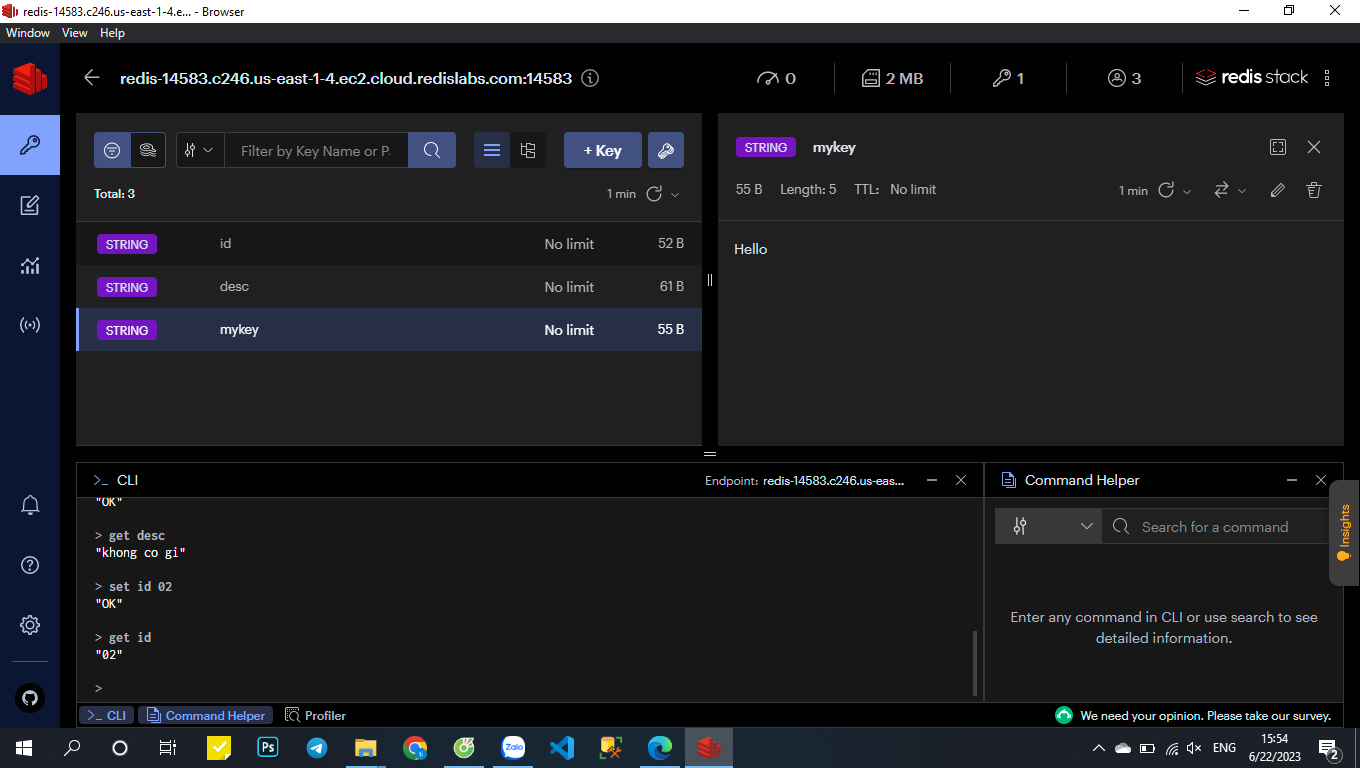 redis-14583.c246.us-east-1-4.e... - Browser
Window View Help
redis-14583.c246.us-east-1-4.ec2.cloud.redislabs.com:14583
0
2 MB
1
3
redis stack
Filter by Key Name or P
+ Key
Total: 3
1 min
STRING id No limit 52 B
STRING desc No limit 61 B
STRING mykey No limit 55 B
STRING mykey
55 B Length: 5 TTL: No limit
1 min
Hello
>_ CLI
Endpoint: redis-14583.c246.us-eas...
"OK"
> get desc
"khong co gi"
> set id 02
"OK"
> get id
"02"
>
Command Helper
Search for a command
Enter any command in CLI or use search to see
detailed information.
Insights
>_ CLI
Command Helper
Profiler
We need your opinion. Please take our survey.
Ps
Zalo
ENG
15:54
6/22/2023
2